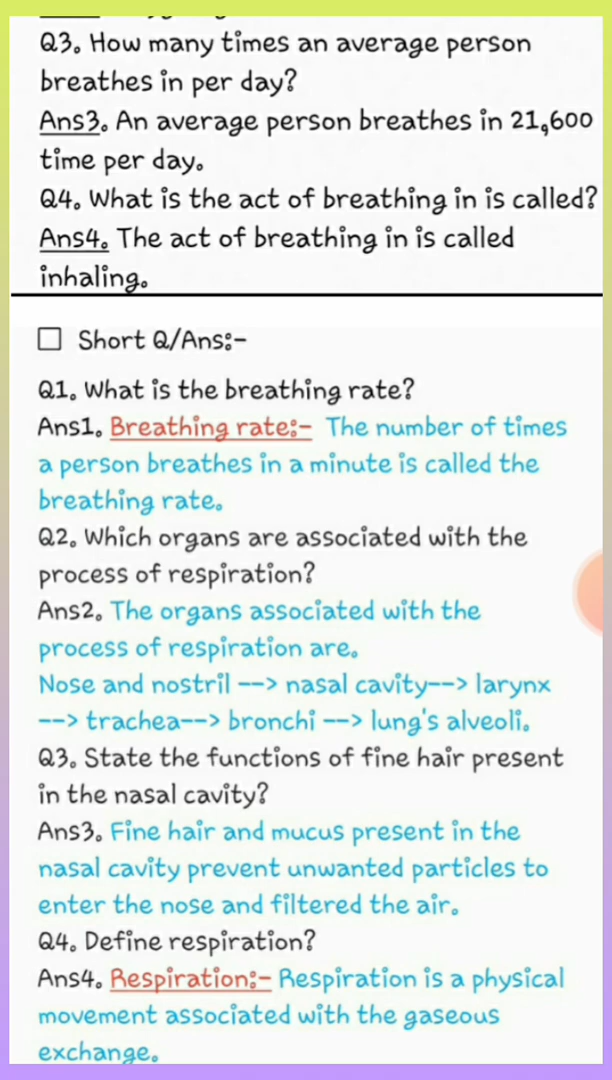 Q3. How many times an average person
breathes in per day?
Ans3. An average person breathes in 21,600
time per day.
Q4. What is the act of breathing in is called?
Ans4. The act of breathing in is called
inhaling.
☐ Short Q/Ans:-
Q1. What is the breathing rate?
Ans1. Breathing rate:- The number of times
a person breathes in a minute is called the
breathing rate.
Q2. Which organs are associated with the
process of respiration?
Ans2. The organs associated with the
process of respiration are.
Nose and nostril --> nasal cavity--> larynx
--> trachea--> bronchi --> lung's alveoli.
Q3. State the functions of fine hair present
in the nasal cavity?
Ans3. Fine hair and mucus present in the
nasal cavity prevent unwanted particles to
enter the nose and filtered the air.
Q4. Define respiration?
Ans4. Respiration:- Respiration is a physical
movement associated with the gaseous
exchange.